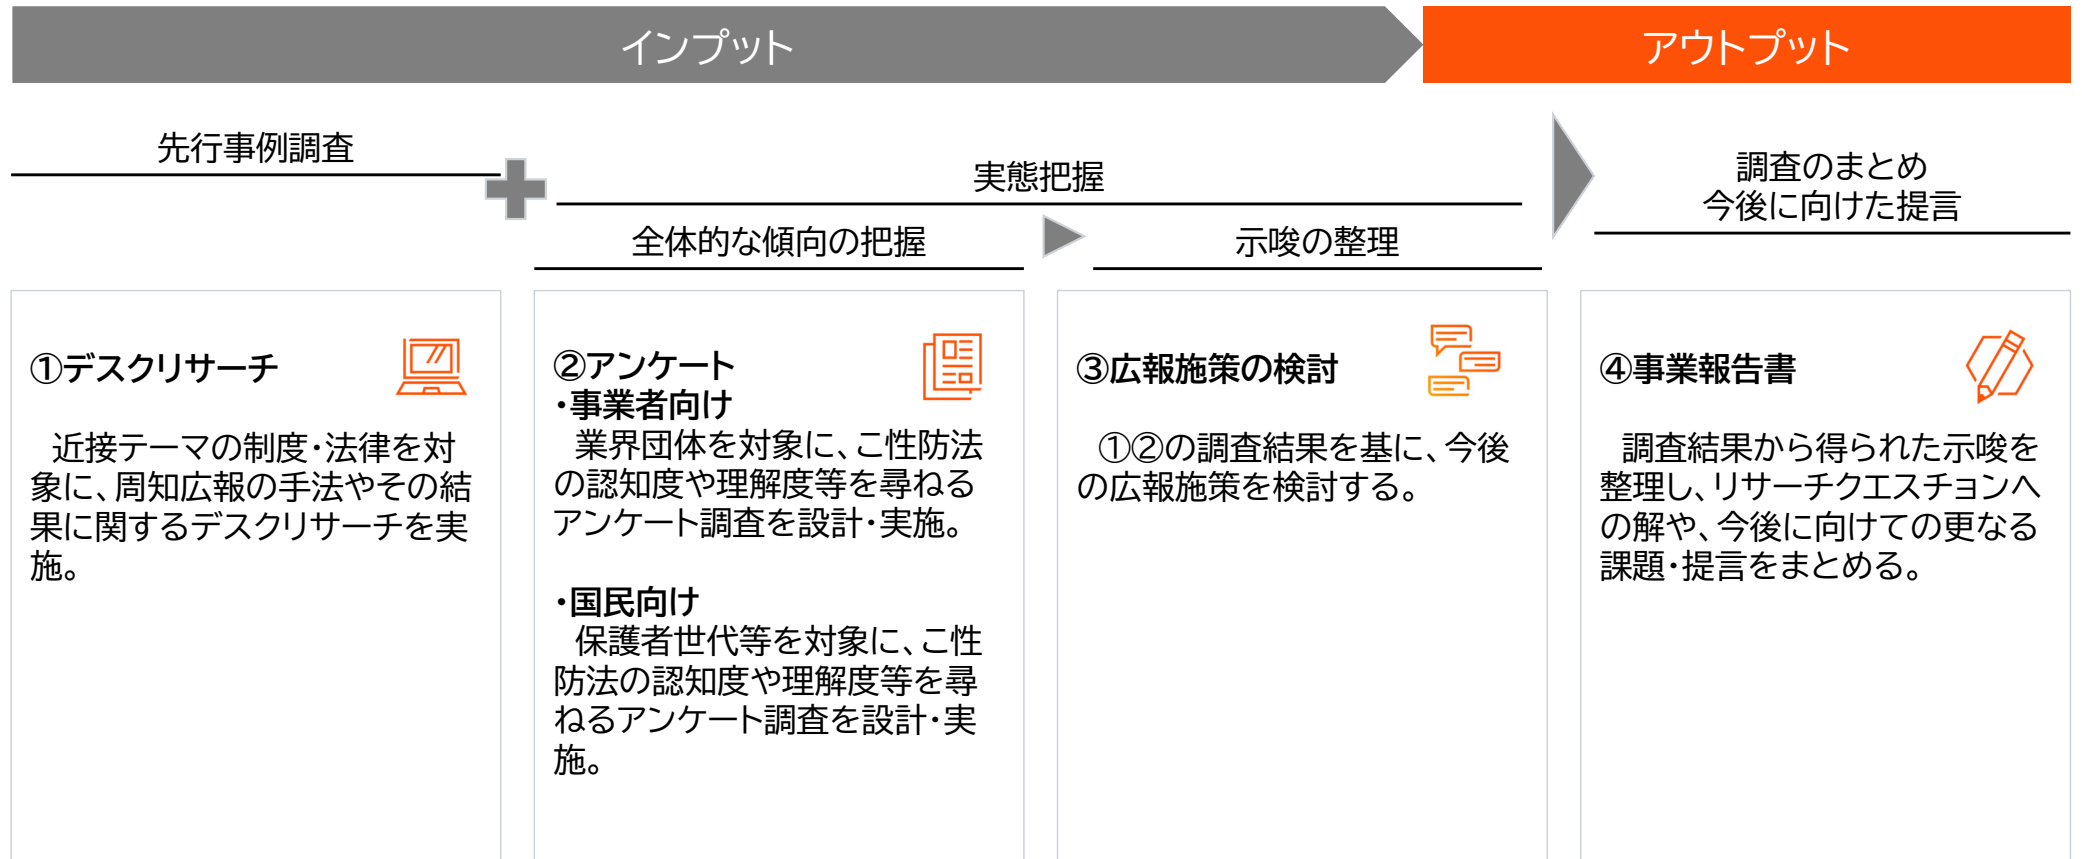 インプット
アウトプット
先行事例調査
実態把握
全体的な傾向の把握
示唆の整理
調査のまとめ
今後に向けた提言
①デスクリサーチ
近接テーマの制度・法律を対
象に、周知広報の手法やその結
果に関するデスクリサーチを実
施。
②アンケート
・事業者向け
業界団体を対象に、こ性防法
の認知度や理解度等を尋ねる
アンケート調査を設計・実施。
・国民向け
保護者世代等を対象に、こ性
防法の認知度や理解度等を尋
ねるアンケート調査を設計・実
施。
③広報施策の検討
①②の調査結果を基に、今後
の広報施策を検討する。
④事業報告書
調査結果から得られた示唆を
整理し、リサーチクエスチョンへ
の解や、今後に向けての更なる
課題・提言をまとめる。